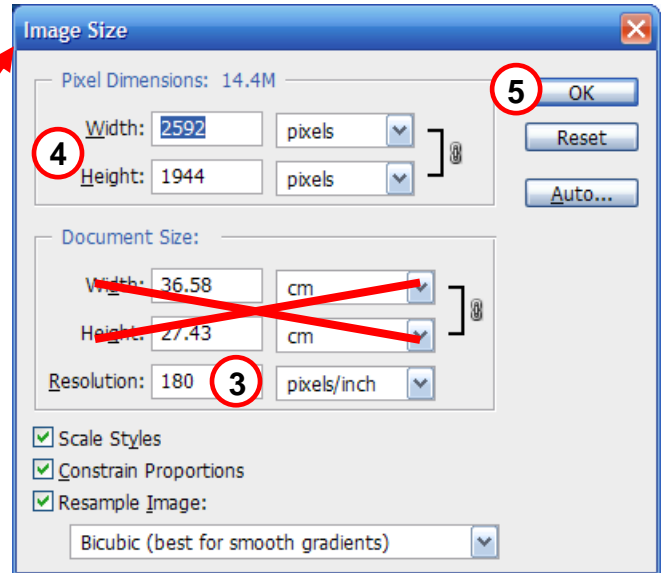 Image Size
Pixel Dimensions: 14.4M
5
OK
Width: 2592 pixels
Reset
4
Height: 1944 pixels
Auto...
Document Size:
Width: 36.58 cm
Height: 27.43 cm
Resolution: 180 3 pixels/inch
Scale Styles
Constrain Proportions
Resample Image:
Bicubic (best for smooth gradients)